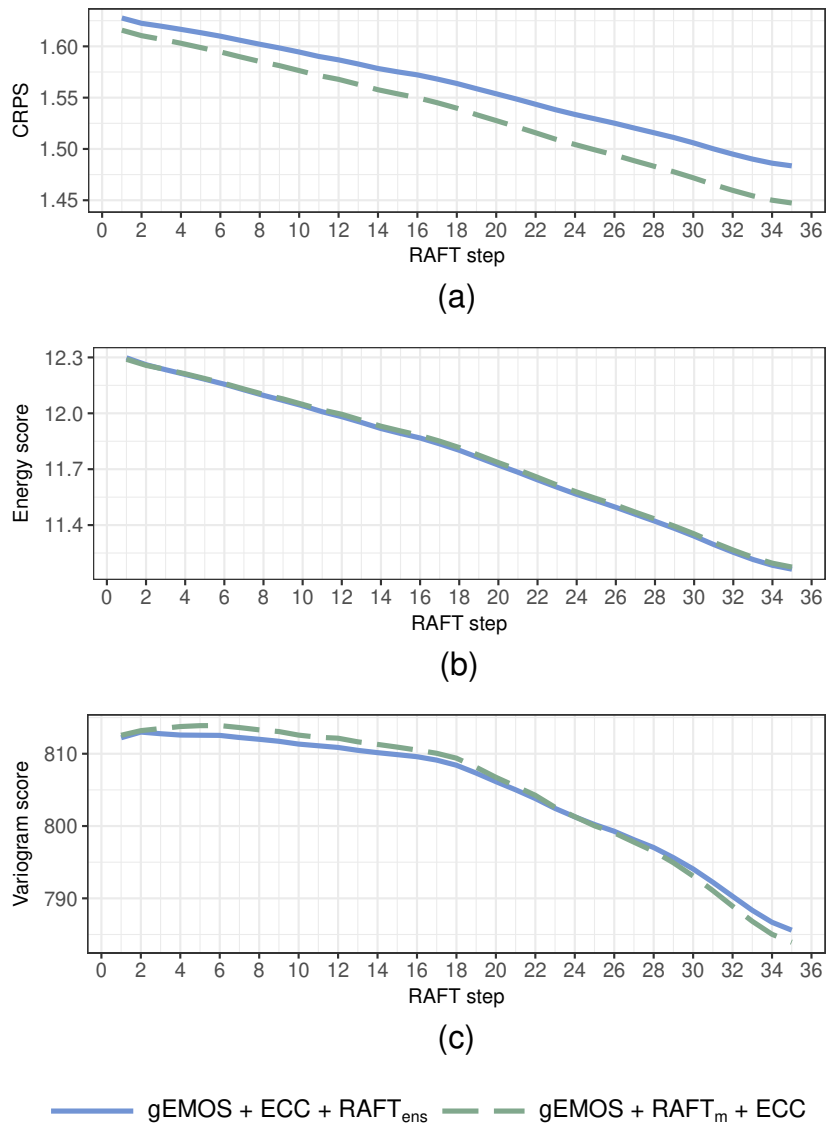 1.60
1.55
1.50
1.45
CRPS
0 2 4 6 8 10 12 14 16 18 20 22 24 26 28 30 32 34 36
RAFT step
(a)
12.3
12.0
11.7
11.4
Energy score
0 2 4 6 8 10 12 14 16 18 20 22 24 26 28 30 32 34 36
RAFT step
(b)
810
800
790
Variogram score
0 2 4 6 8 10 12 14 16 18 20 22 24 26 28 30 32 34 36
RAFT step
(c)
gEMOS + ECC + RAFT_ens gEMOS + RAFT_m + ECC